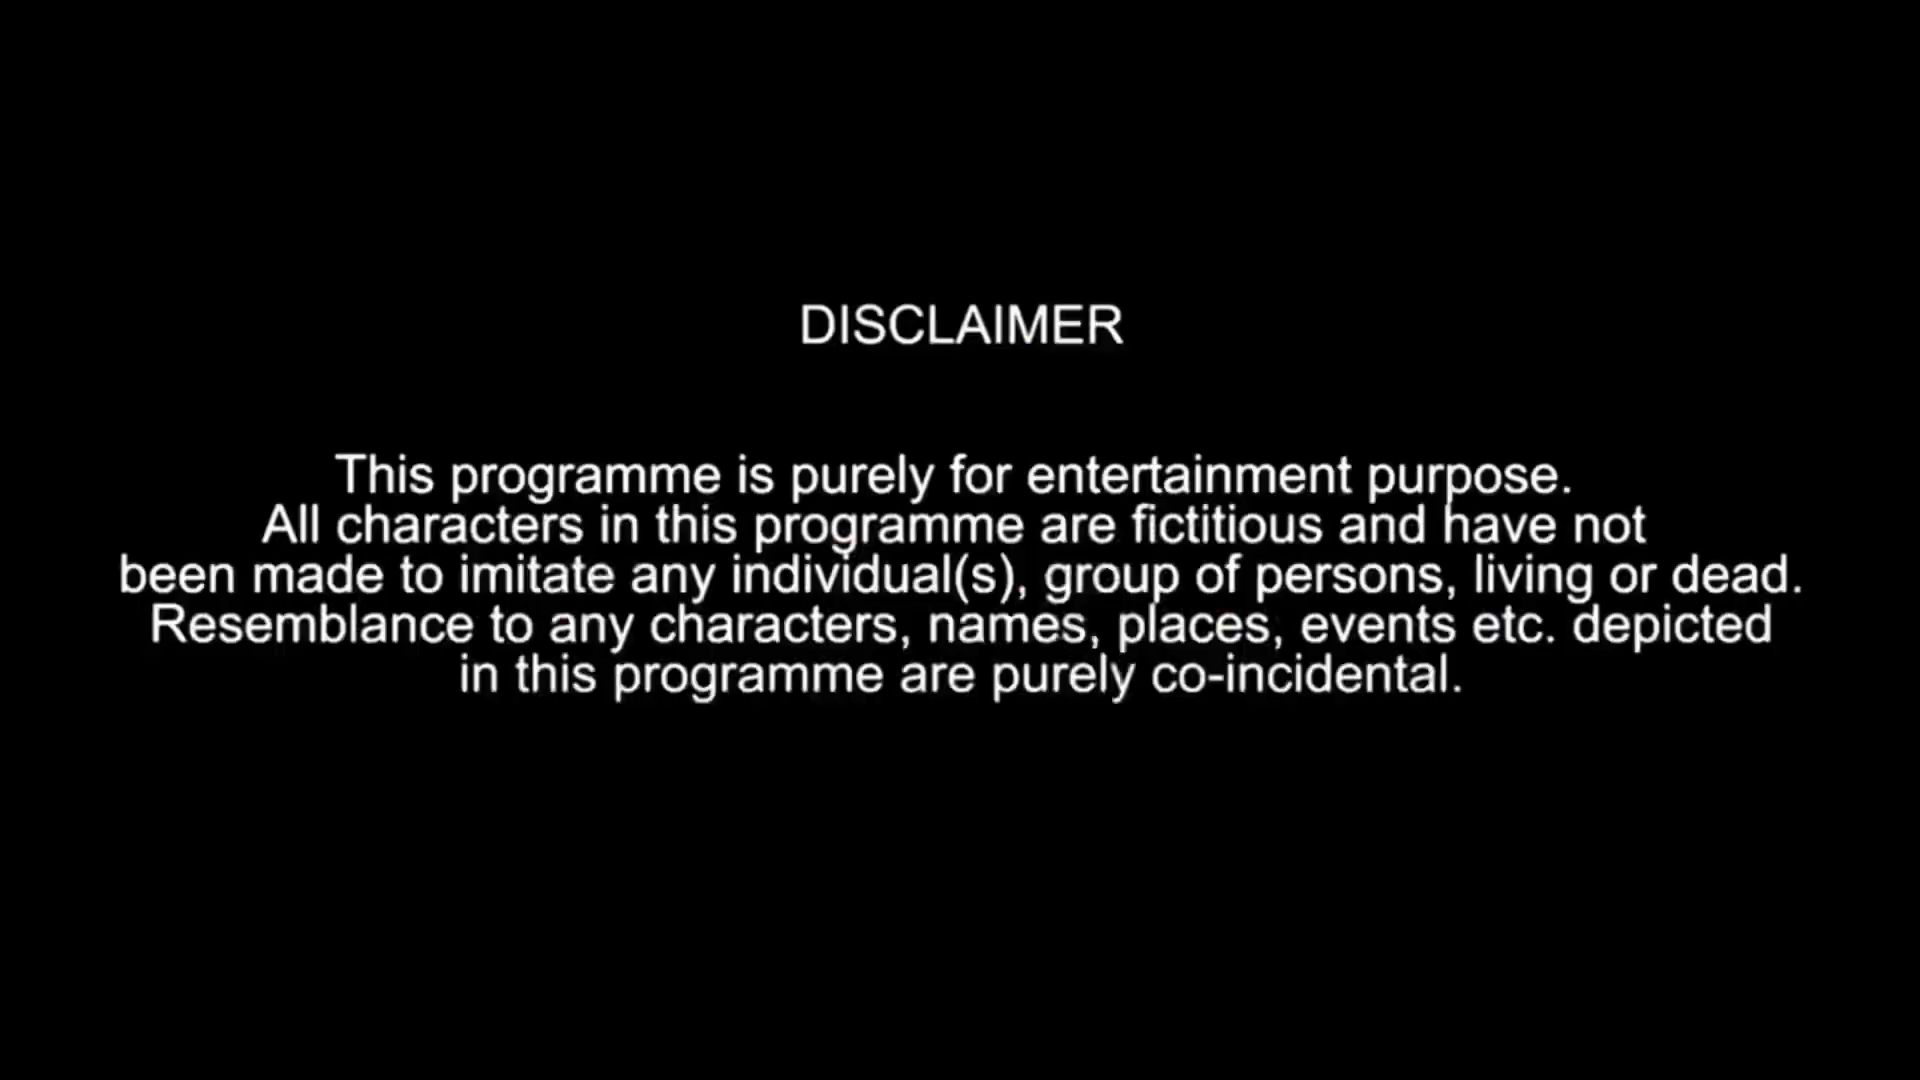 DISCLAIMER
This programme is purely for entertainment purpose.
All characters in this programme are fictitious and have not
been made to imitate any individual(s), group of persons, living or dead.
Resemblance to any characters, names, places, events etc. depicted
in this programme are purely co-incidental.